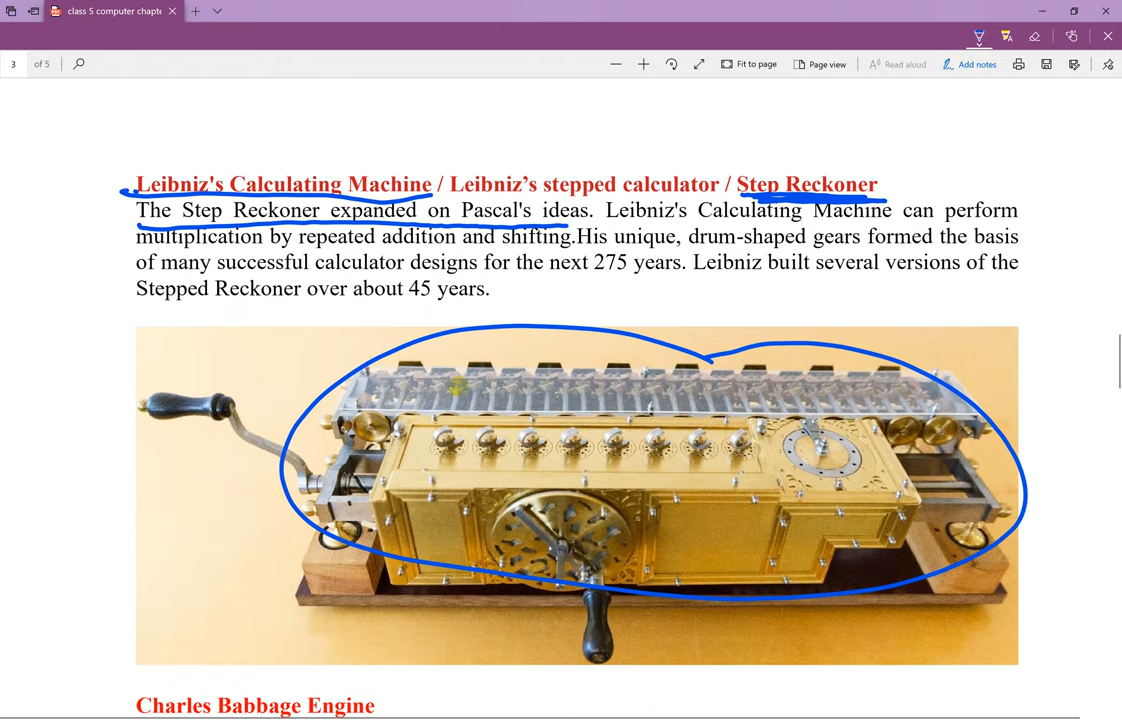 class 5 computer chapte
3 of 5
Fit to page
Page view
Read aloud
Add notes
Leibniz's Calculating Machine / Leibniz’s stepped calculator / Step Reckoner
The Step Reckoner expanded on Pascal's ideas. Leibniz's Calculating Machine can perform
multiplication by repeated addition and shifting.His unique, drum-shaped gears formed the basis
of many successful calculator designs for the next 275 years. Leibniz built several versions of the
Stepped Reckoner over about 45 years.
Charles Babbage Engine